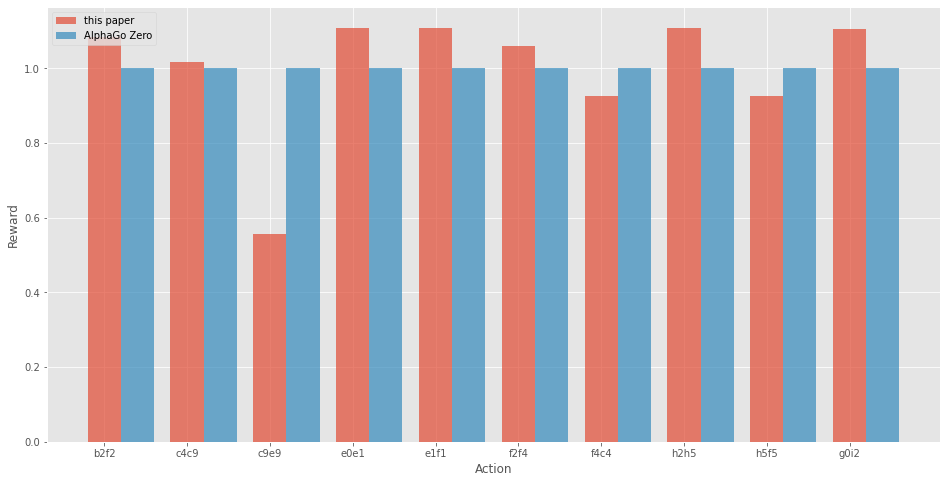 this paper
AlphaGo Zero
1.0
0.8
0.6
0.4
0.2
0.0
Reward
b2f2 c4c9 c9e9 e0e1 e1f1 f2f4 f4c4 h2h5 h5f5 g0i2
Action